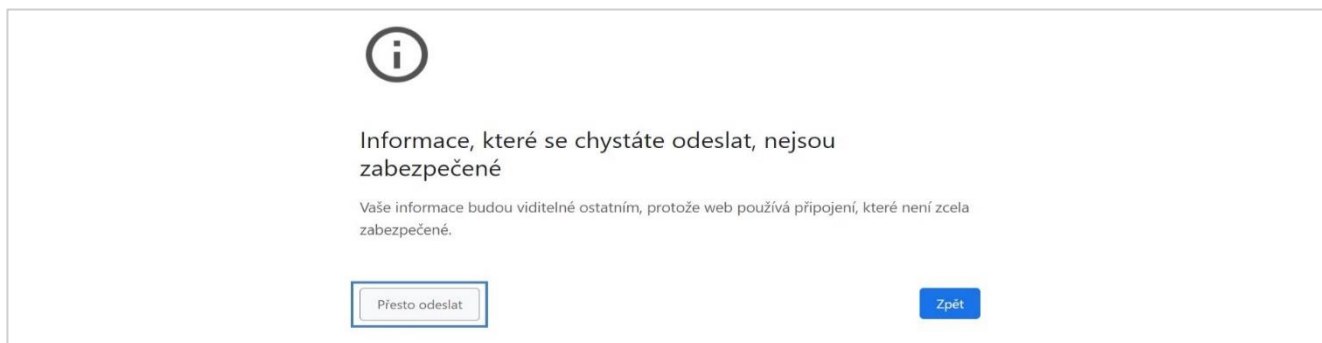 Informace, které se chystáte odeslat, nejsou
zabezpečené
Vaše informace budou viditelné ostatním, protože web používá připojení, které není zcela
zabezpečené.
Přesto odeslat
Zpět